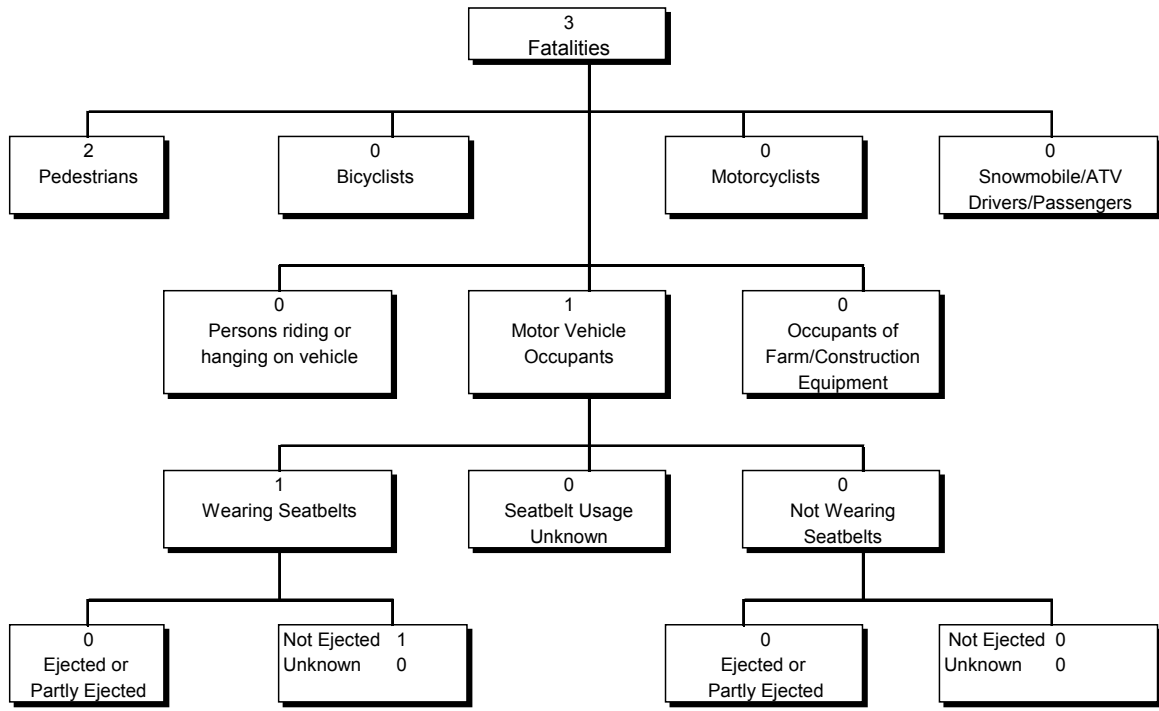 3
Fatalities
2
Pedestrians
0
Bicyclists
0
Motorcyclists
0
Snowmobile/ATV
Drivers/Passengers
0
Persons riding or
hanging on vehicle
1
Motor Vehicle
Occupants
0
Occupants of
Farm/Construction
Equipment
1
Wearing Seatbelts
0
Seatbelt Usage
Unknown
0
Not Wearing
Seatbelts
0
Ejected or
Partly Ejected
Not Ejected 1
Unknown 0
0
Ejected or
Partly Ejected
Not Ejected 0
Unknown 0